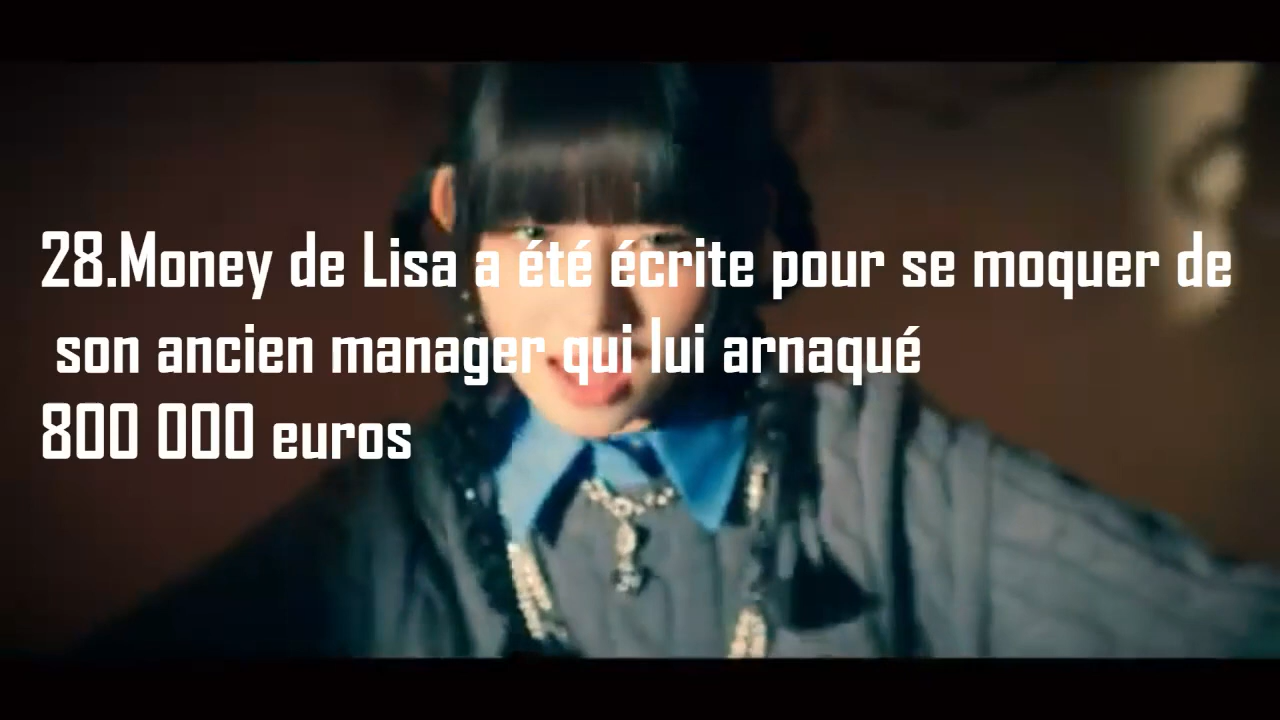 28.Money de Lisa a été écrite pour se moquer de
son ancien manager qui lui arnaqué
800 000 euros